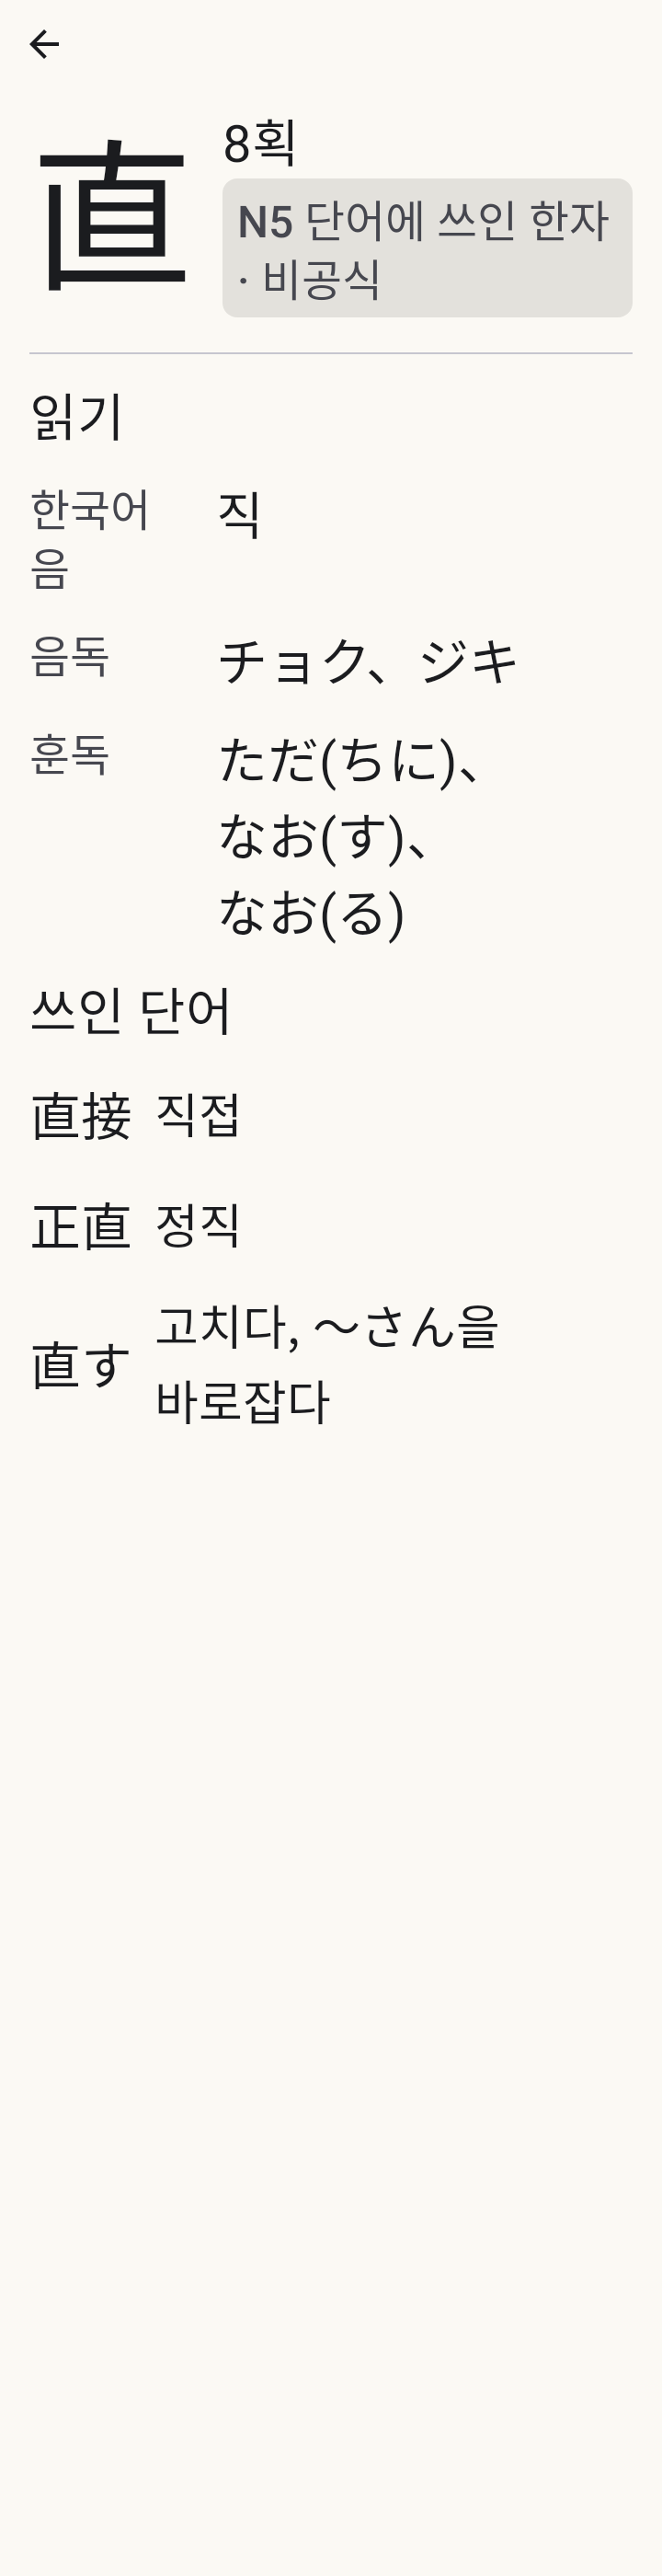 直
8획
N5 단어에 쓰인 한자
· 비공식
읽기
한국어
음
직
음독
チョク、ジキ
훈독
ただ(ちに)、
なお(す)、
なお(る)
쓰인 단어
直接 직접
正直 정직
直す
고치다, ～さん을
바로잡다